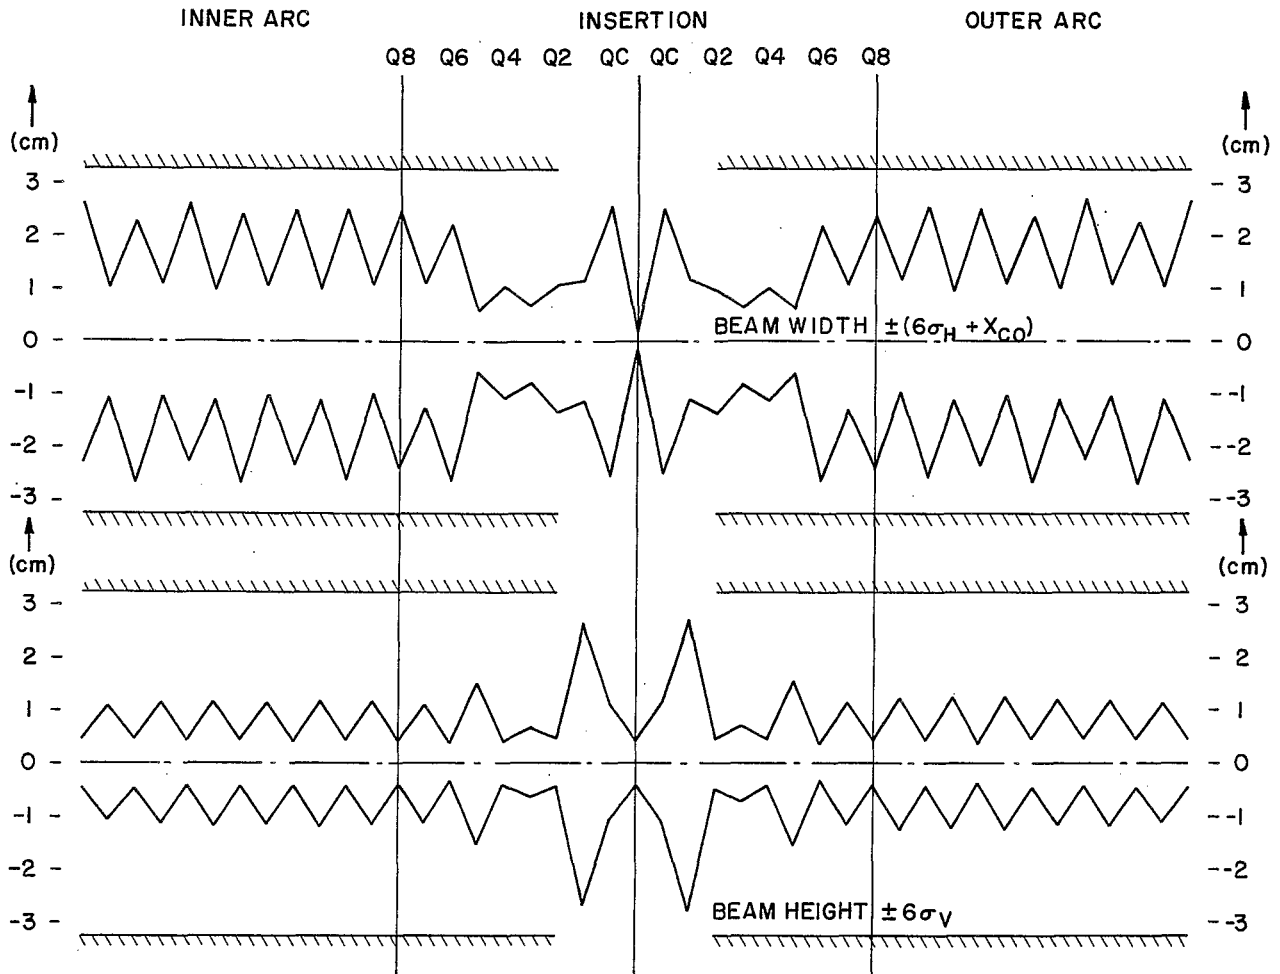 INNER ARC INSERTION OUTER ARC
Q8 Q6 Q4 Q2 QC QC Q2 Q4 Q6 Q8
(cm) (cm)
3 - - 3
2 - - 2
1 - - 1
BEAM WIDTH ±(6σH + XCO)
0 - - 0
-1 - --1
-2 - --2
-3 - --3
(cm) (cm)
3 - - 3
2 - - 2
1 - - 1
0 - - 0
-1 - --1
-2 - --2
BEAM HEIGHT ±6σV
-3 - --3